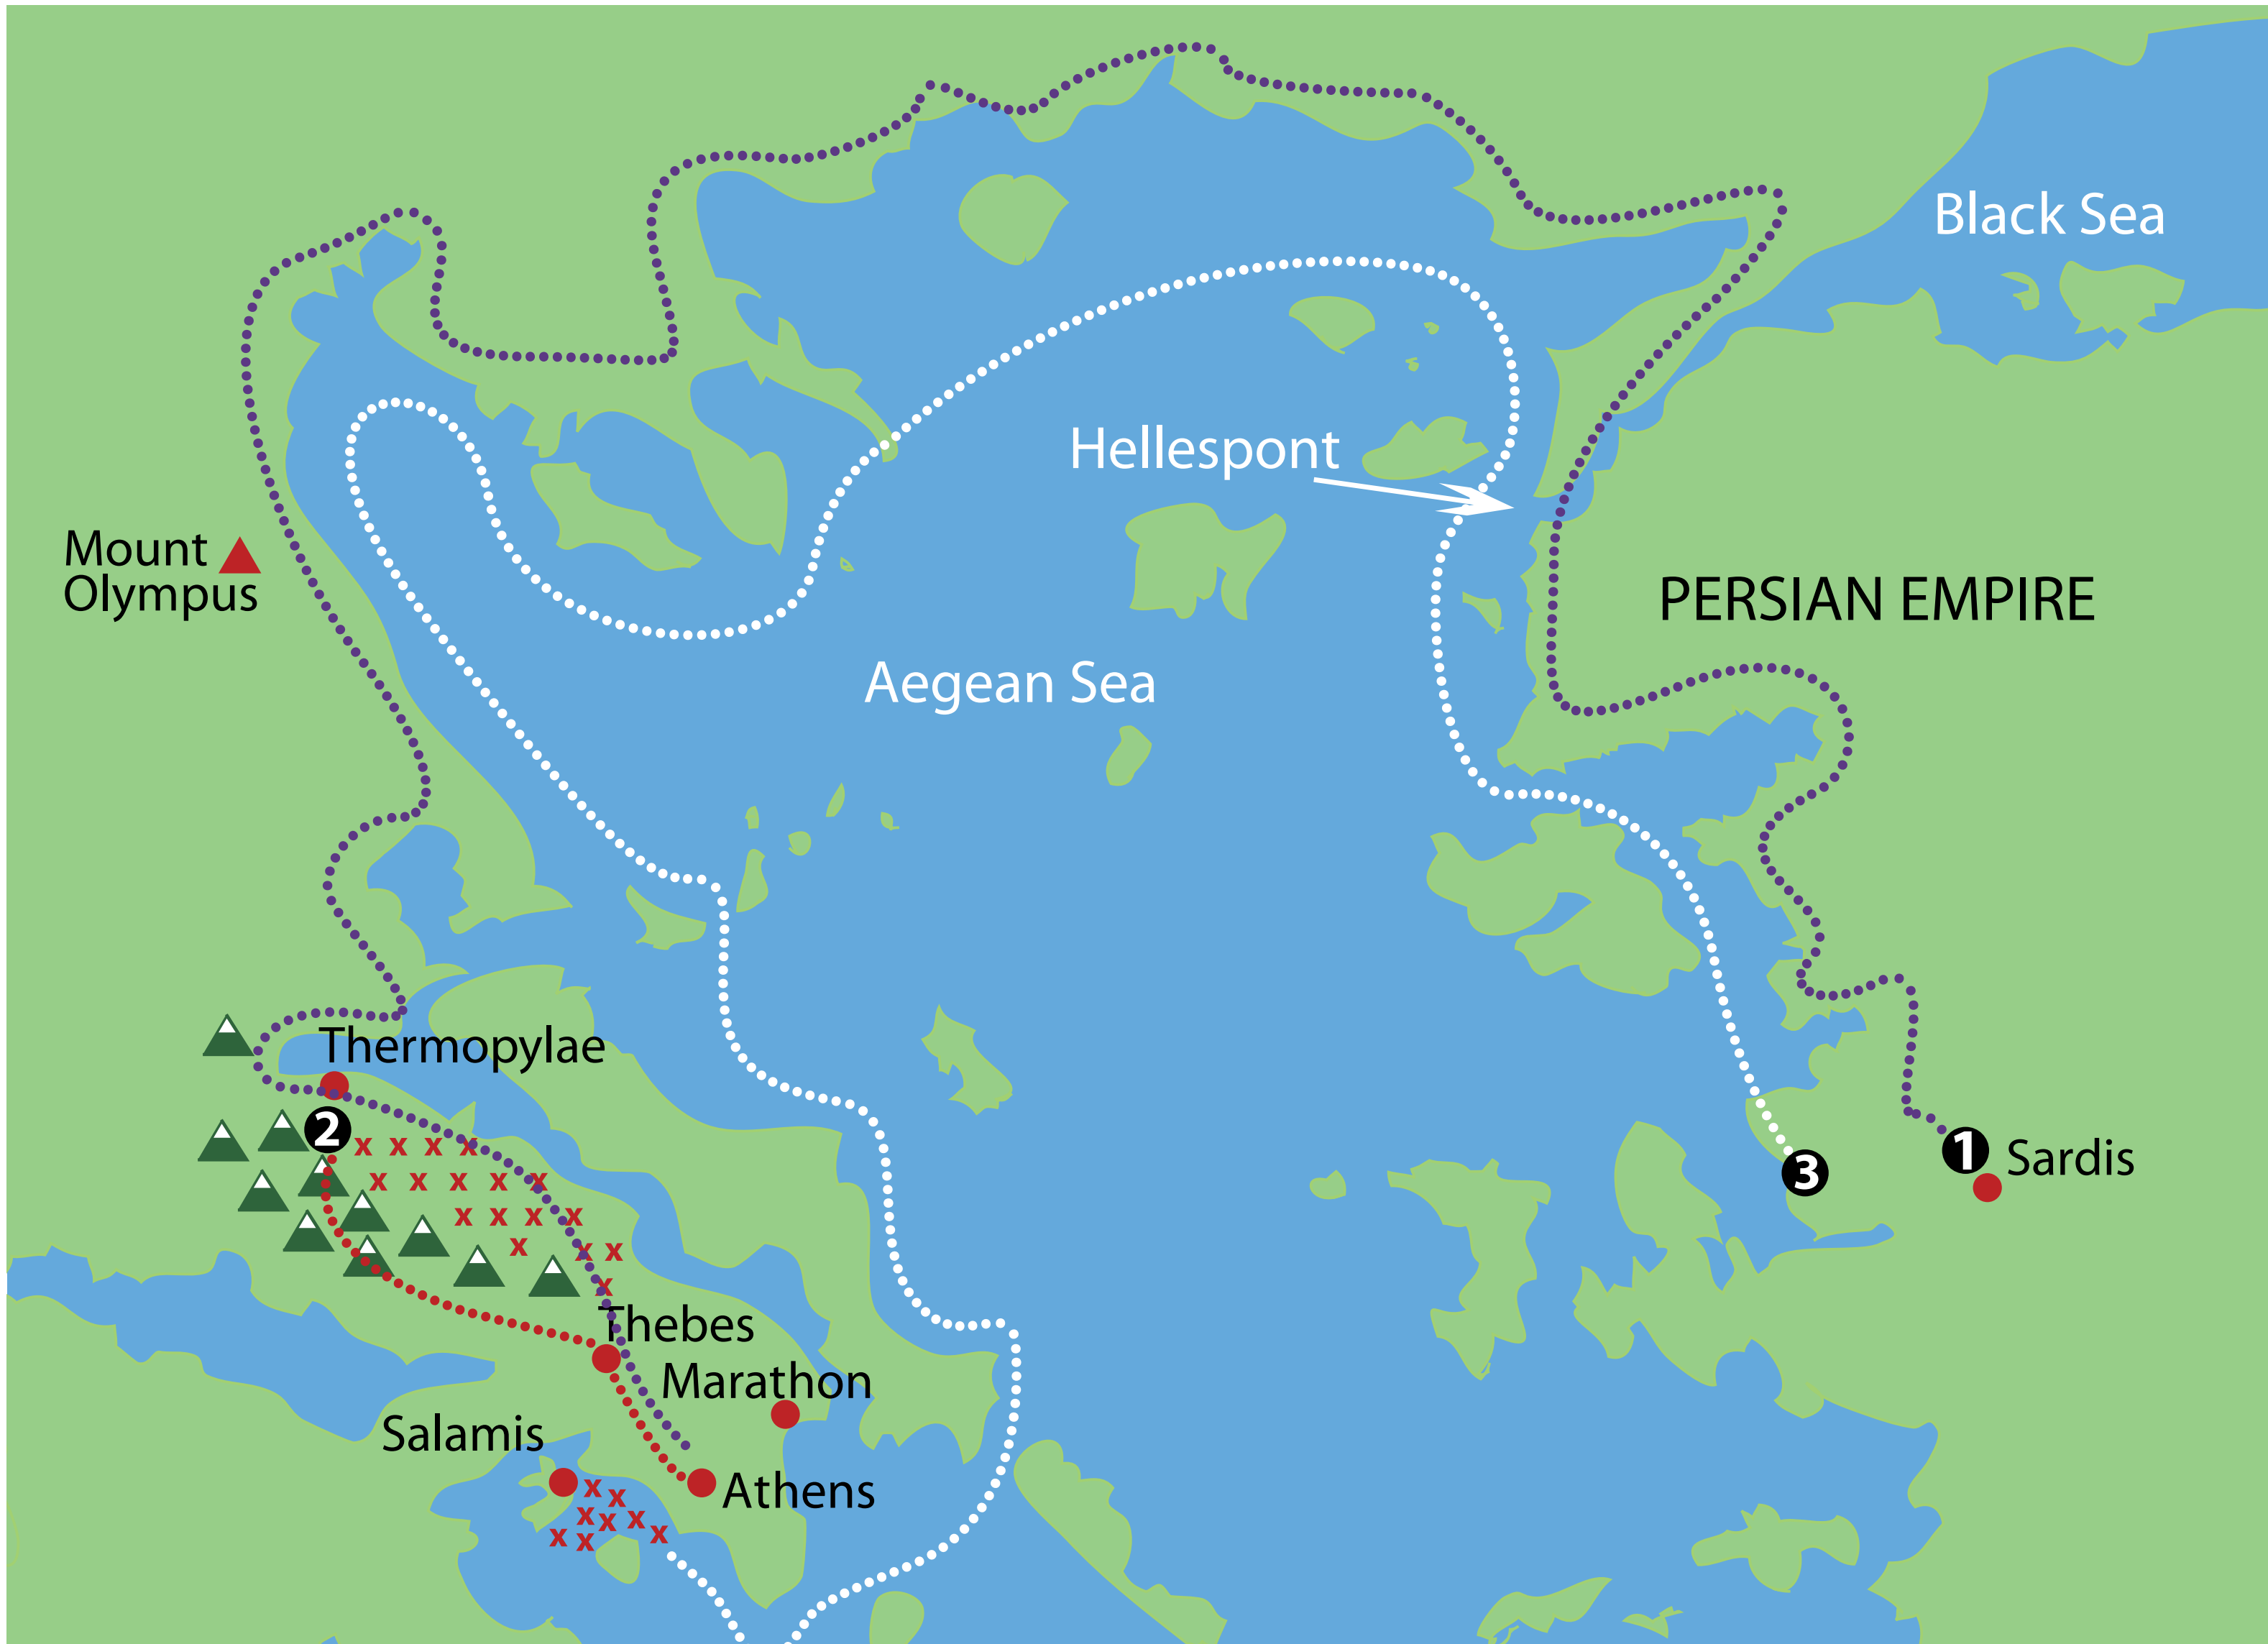 Black Sea
Hellespont
Mount
Olympus
PERSIAN EMPIRE
Aegean Sea
Thermopylae
2
x x x x
x x x x x
x x x x
x x x
x
1
Sardis
3
Thebes
Marathon
Salamis
Athens
x x
x x x
x x x